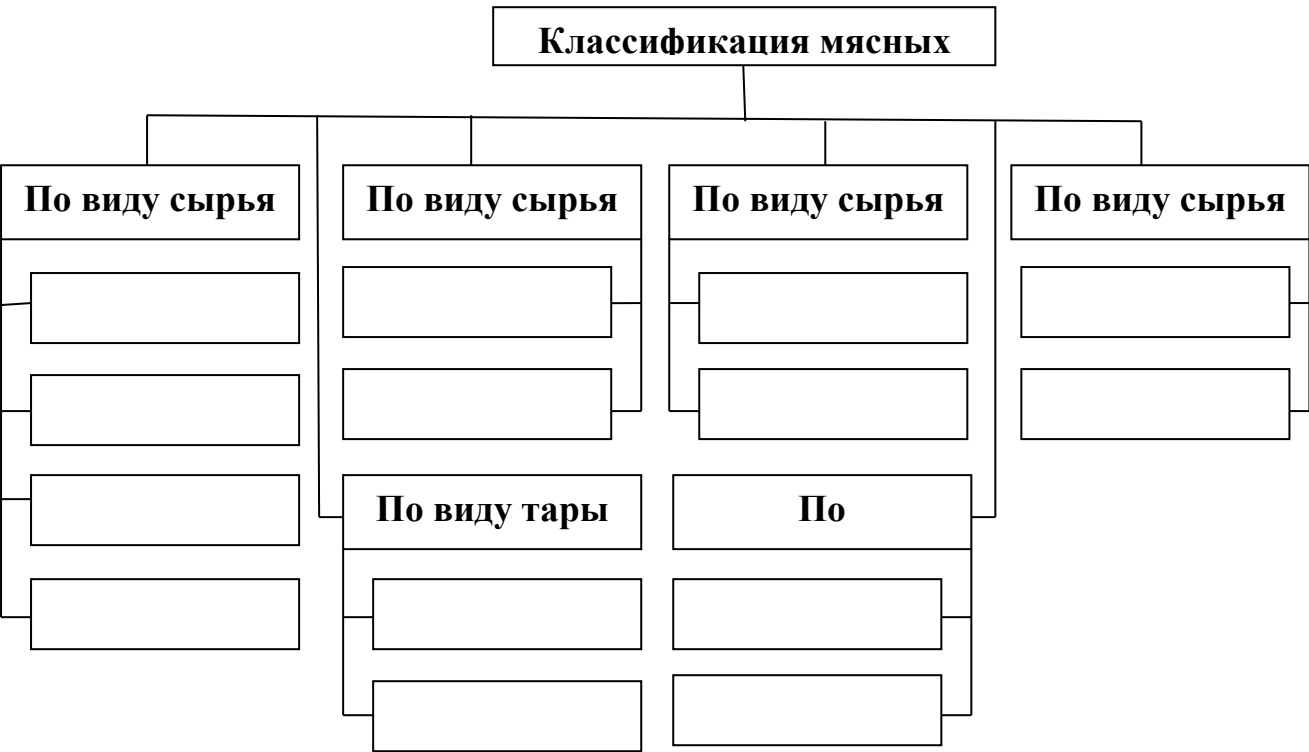 Классификация мясных
По виду сырья
По виду сырья
По виду сырья
По виду сырья
По виду тары
По